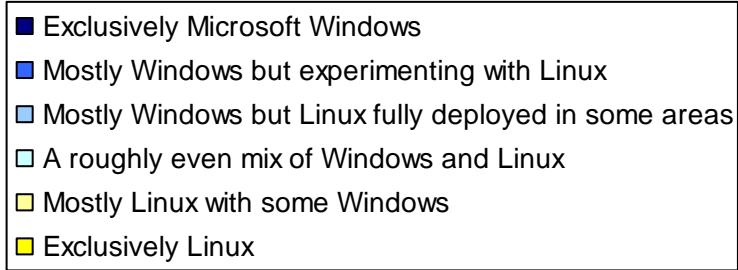 Exclusively Microsoft Windows
Mostly Windows but experimenting with Linux
Mostly Windows but Linux fully deployed in some areas
A roughly even mix of Windows and Linux
Mostly Linux with some Windows
Exclusively Linux